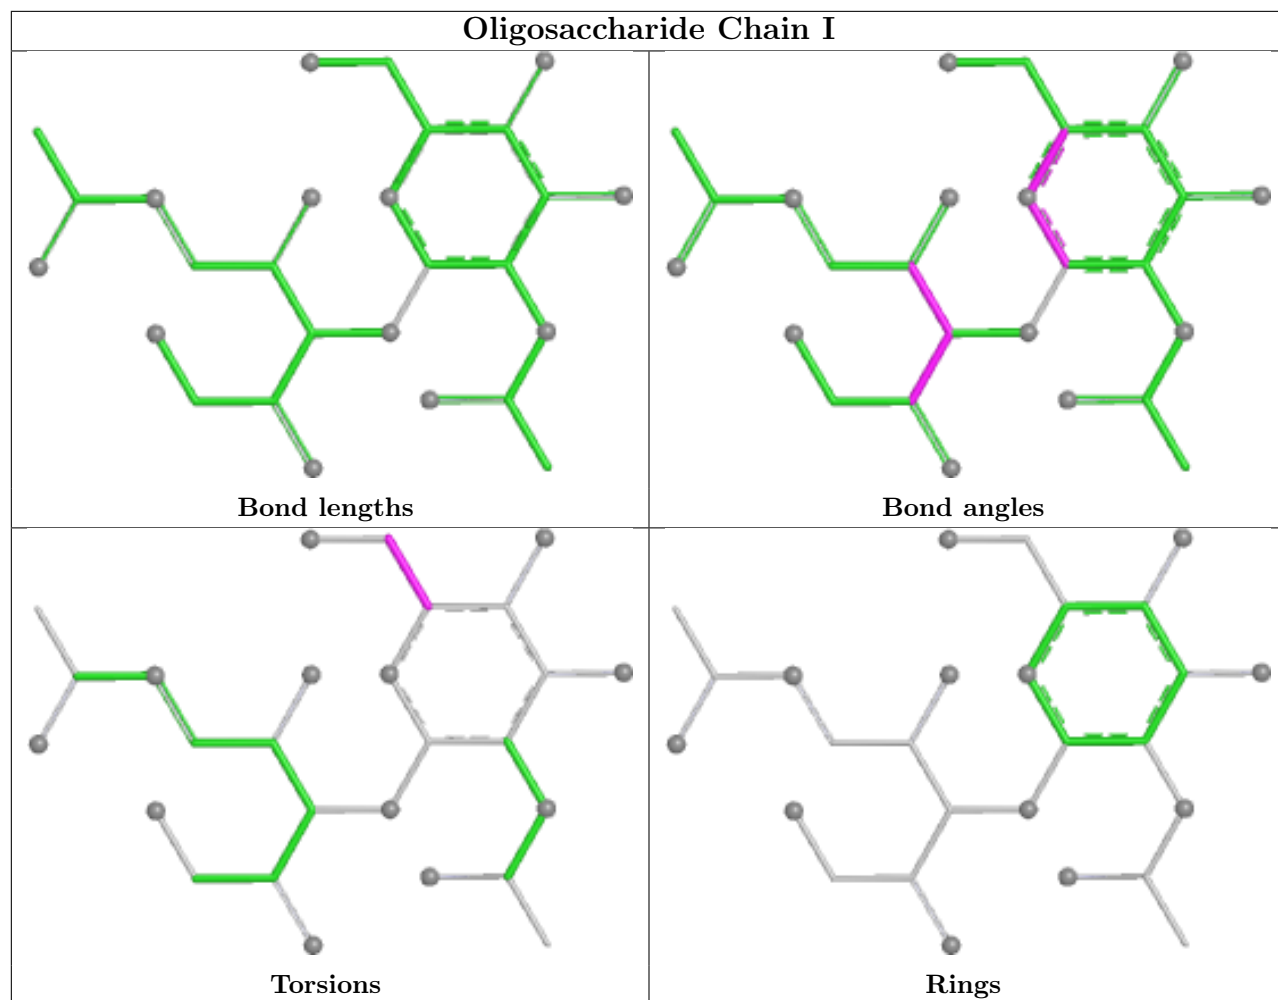 Oligosaccharide Chain I
Bond lengths
Bond angles
Torsions
Rings